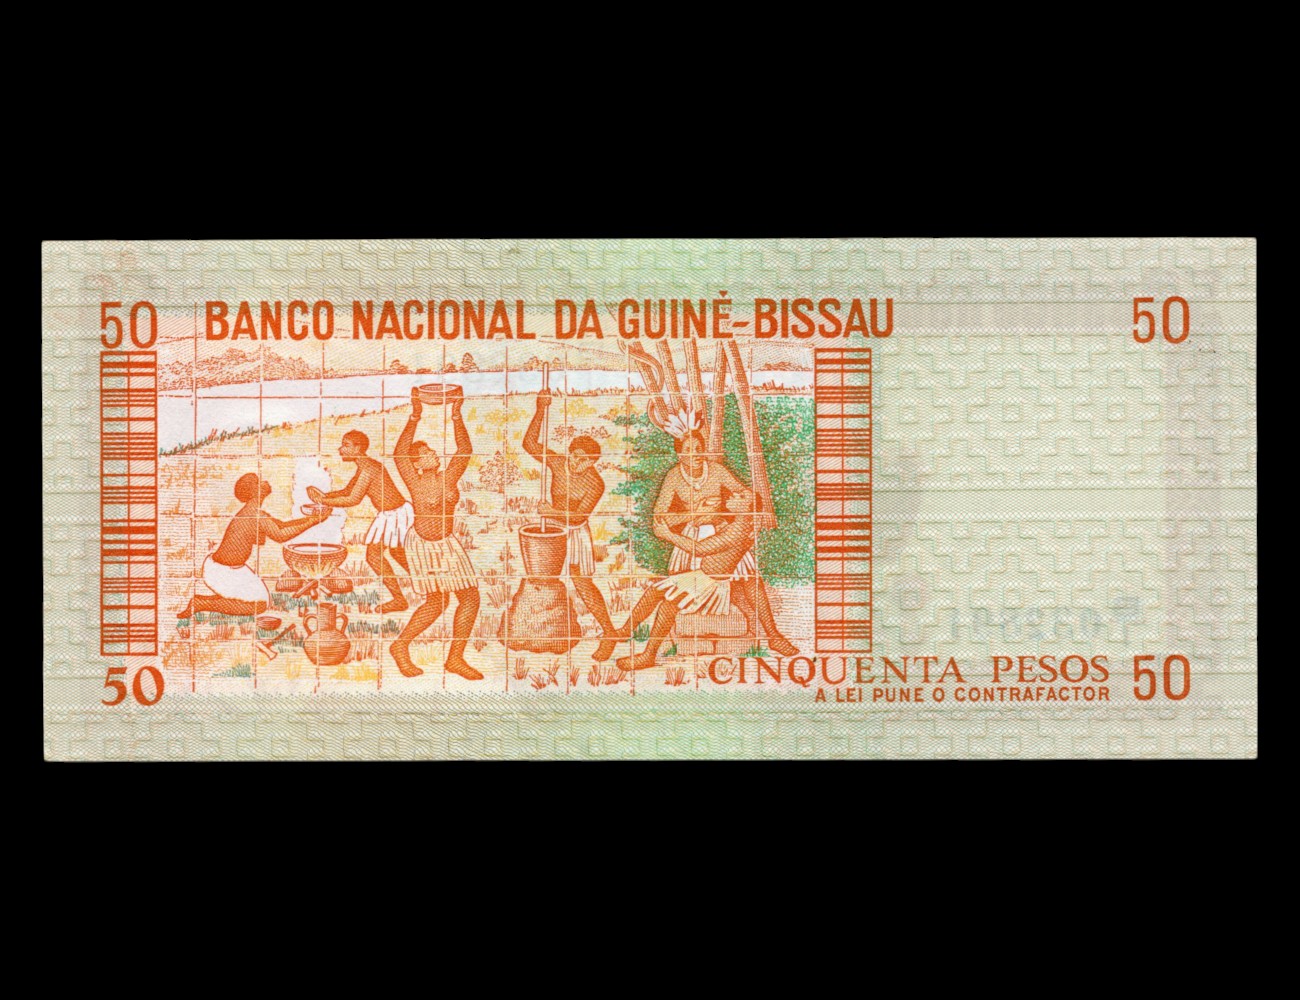 50 BANCO NACIONAL DA GUINÉ-BISSAU 50
50 CINQUENTA PESOS 50
A LEI PUNE O CONTRAFACTOR